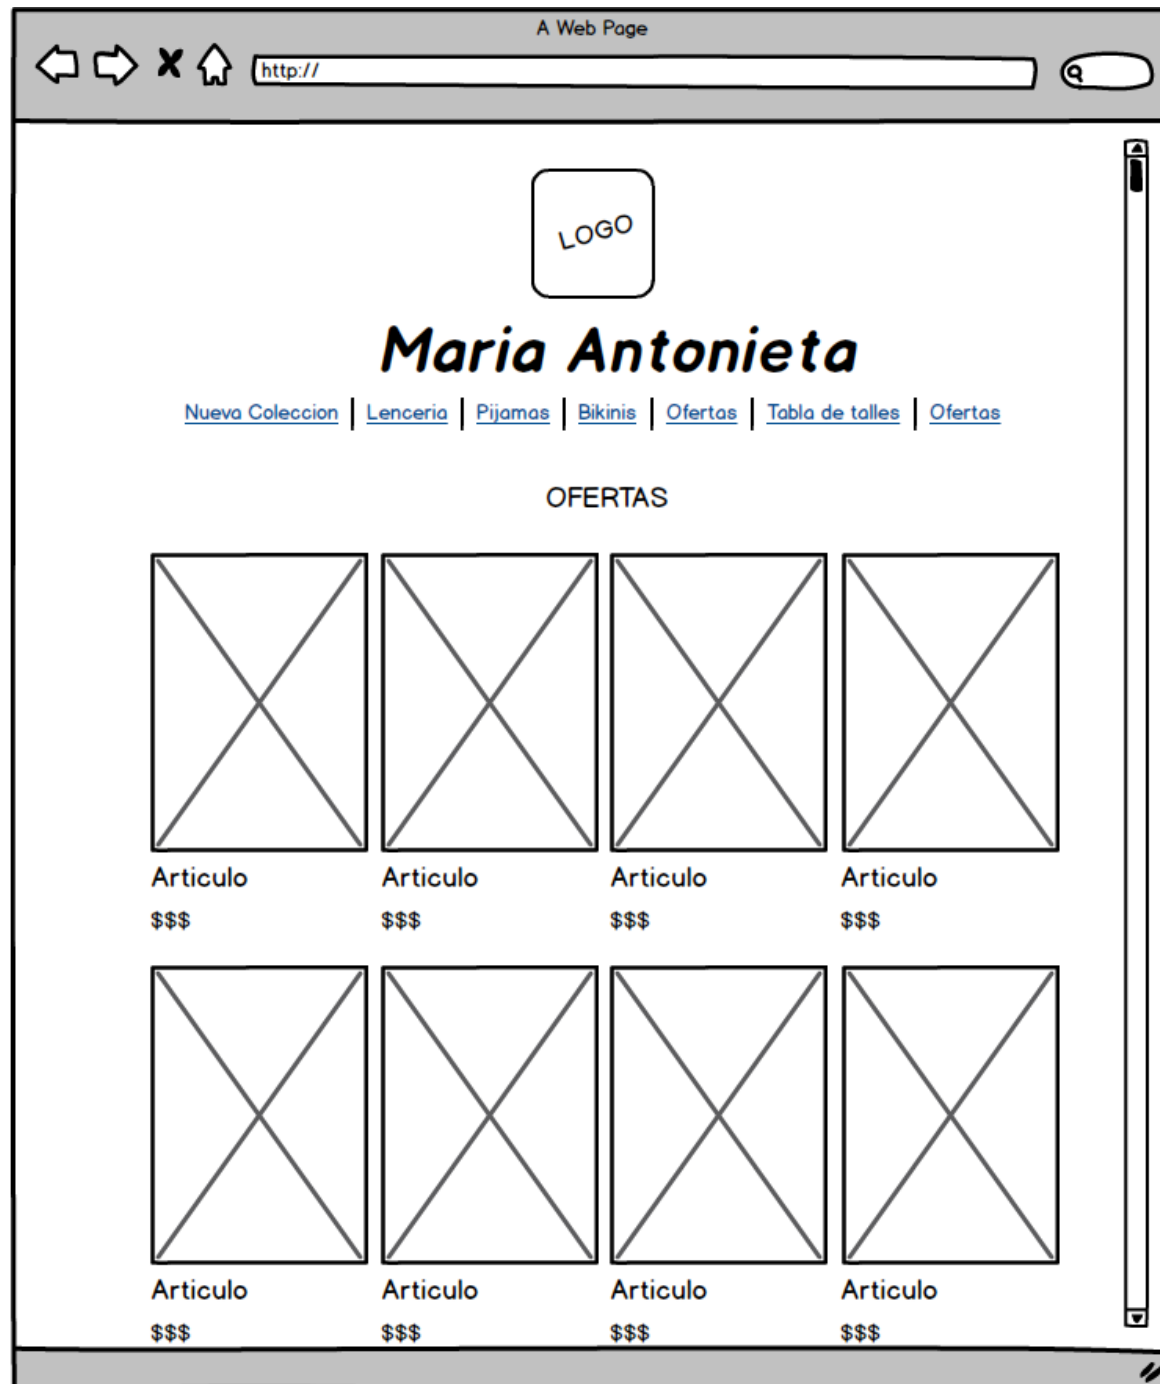 A Web Page
http://
LOGO
Maria Antonieta
Nueva Coleccion | Lenceria | Pijamas | Bikinis | Ofertas | Tabla de talles | Ofertas
OFERTAS
Articulo Articulo Articulo Articulo
$$$ $$$ $$$ $$$
Articulo Articulo Articulo Articulo
$$$ $$$ $$$ $$$